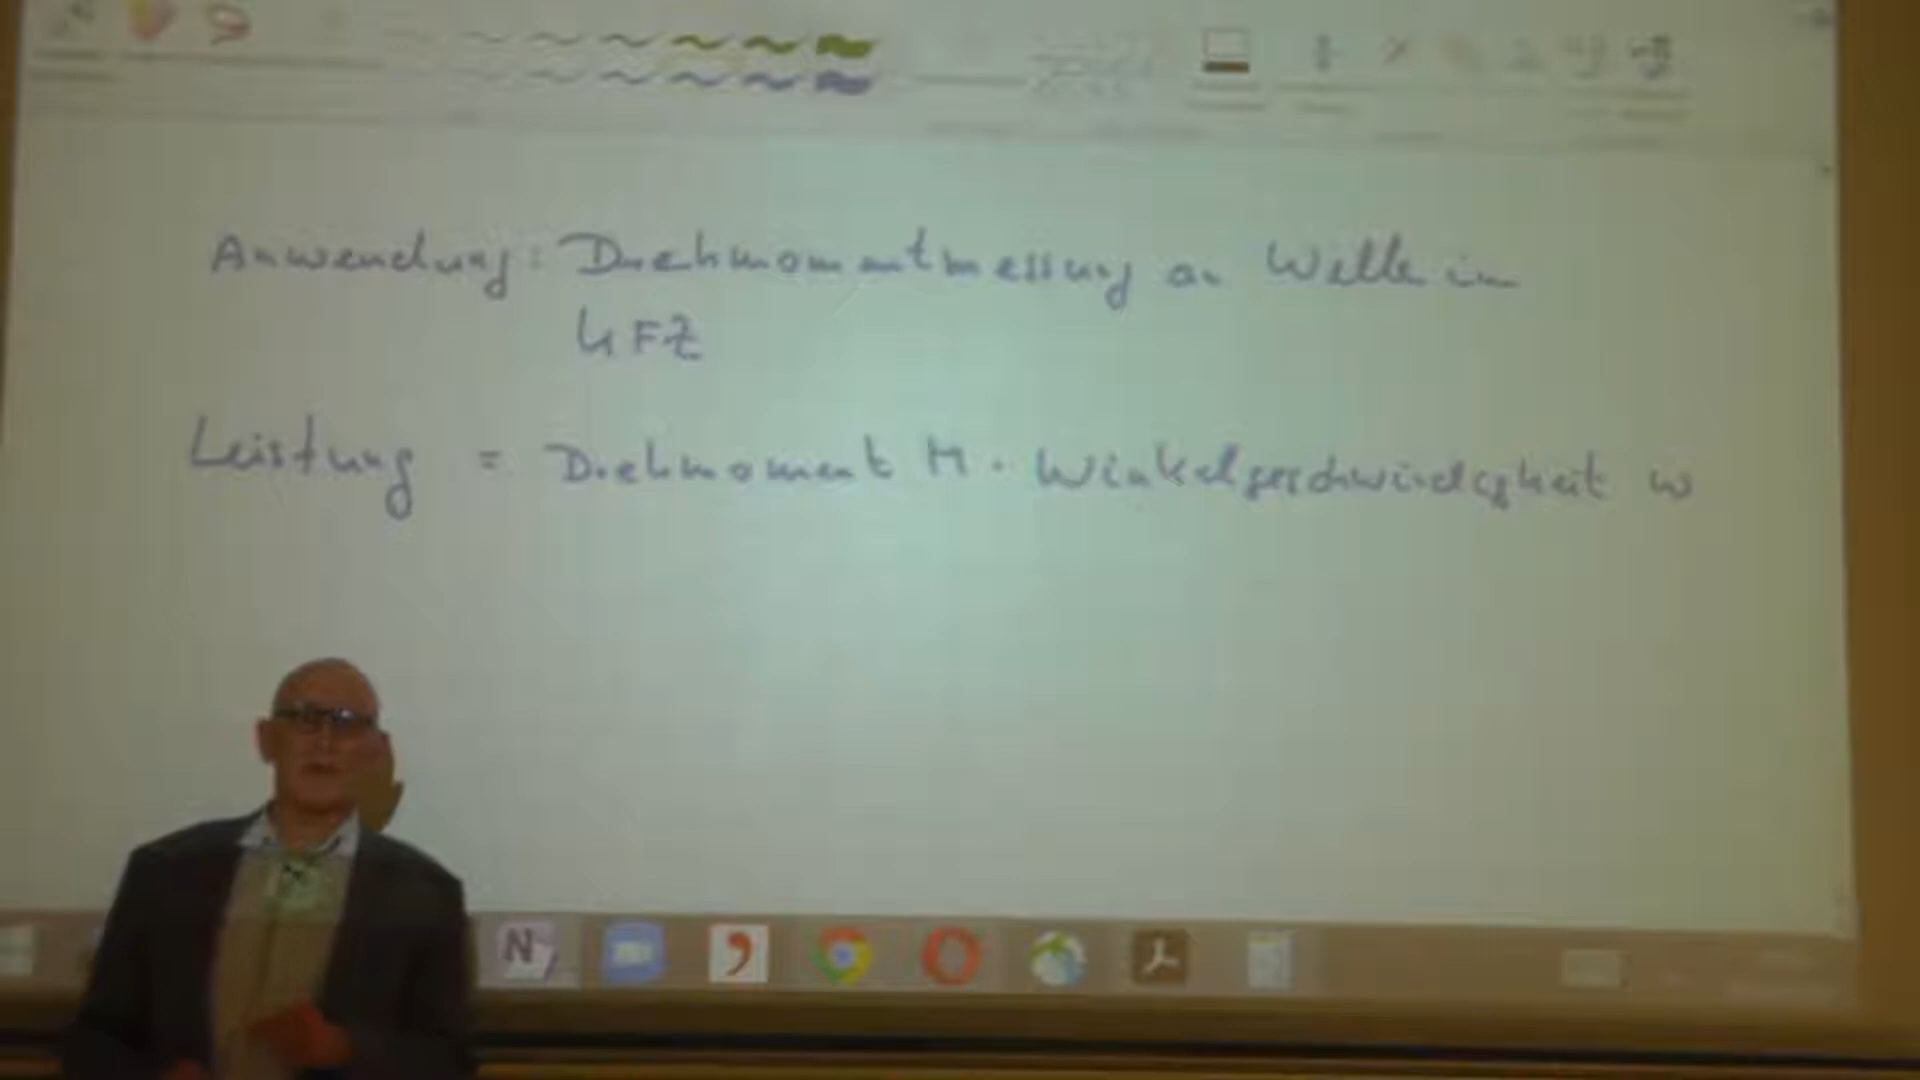 Anwendung: Drehmomentmessung an Welle im
KFZ
Leistung = Drehmoment M · Winkelgeschwindigkeit ω
N